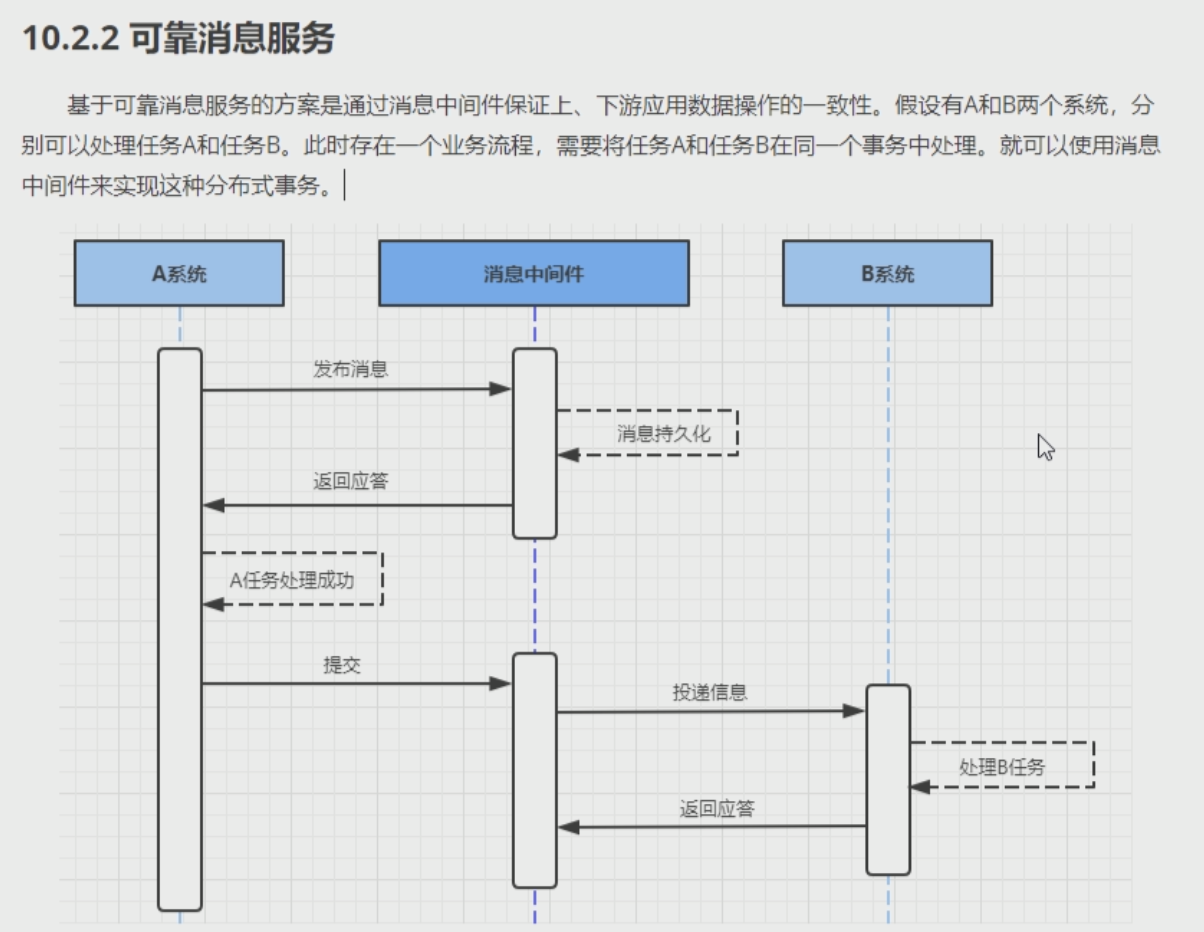 10.2.2 可靠消息服务
基于可靠消息服务的方案是通过消息中间件保证上、下游应用数据操作的一致性。假设有A和B两个系统，分
别可以处理任务A和任务B。此时存在一个业务流程，需要将任务A和任务B在同一个事务中处理。就可以使用消息
中间件来实现这种分布式事务。
A系统
消息中间件
B系统
发布消息
消息持久化
返回应答
A任务处理成功
提交
投递信息
处理B任务
返回应答